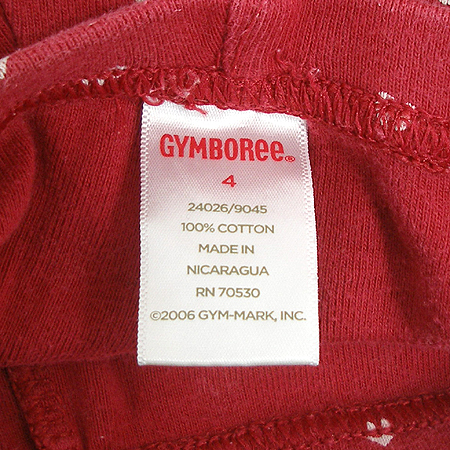 GYMBOREE®
4
24026/9045
100% COTTON
MADE IN
NICARAGUA
RN 70530
©2006 GYM-MARK, INC.